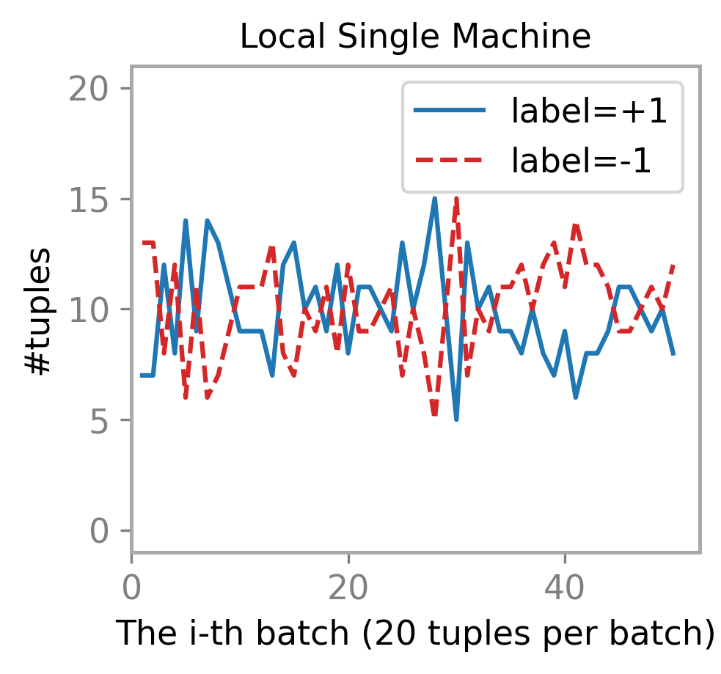 Local Single Machine
label=+1
label=-1
20
15
10
5
0
#tuples
0 20 40
The i-th batch (20 tuples per batch)